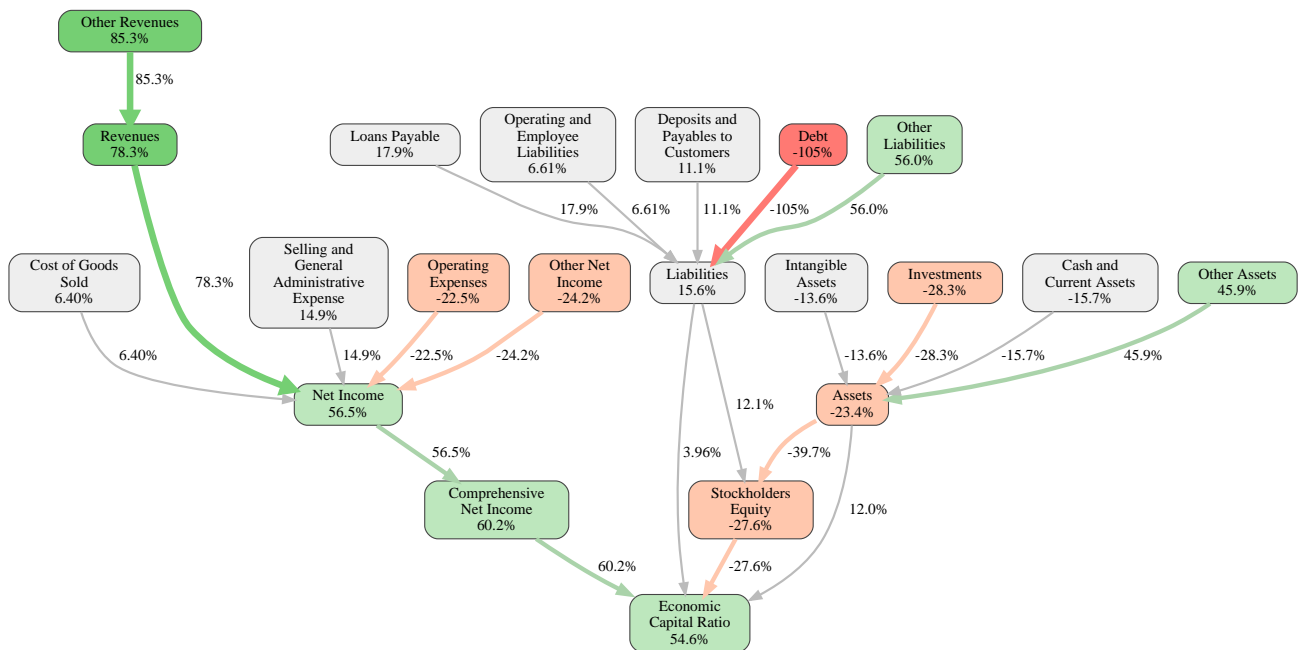 Other Revenues
85.3%
85.3%
Revenues
78.3%
Loans Payable
17.9%
Operating and
Employee
Liabilities
6.61%
Deposits and
Payables to
Customers
11.1%
Debt
-105%
Other
Liabilities
56.0%
17.9%
6.61%
11.1%
-105%
56.0%
Cost of Goods
Sold
6.40%
78.3%
Selling and
General
Administrative
Expense
14.9%
Operating
Expenses
-22.5%
Other Net
Income
-24.2%
Liabilities
15.6%
Intangible
Assets
-13.6%
Investments
-28.3%
Cash and
Current Assets
-15.7%
Other Assets
45.9%
6.40%
14.9%
-22.5%
-24.2%
-13.6%
-28.3%
-15.7%
45.9%
Net Income
56.5%
12.1%
Assets
-23.4%
56.5%
3.96%
-39.7%
Comprehensive
Net Income
60.2%
Stockholders
Equity
-27.6%
12.0%
60.2%
-27.6%
Economic
Capital Ratio
54.6%